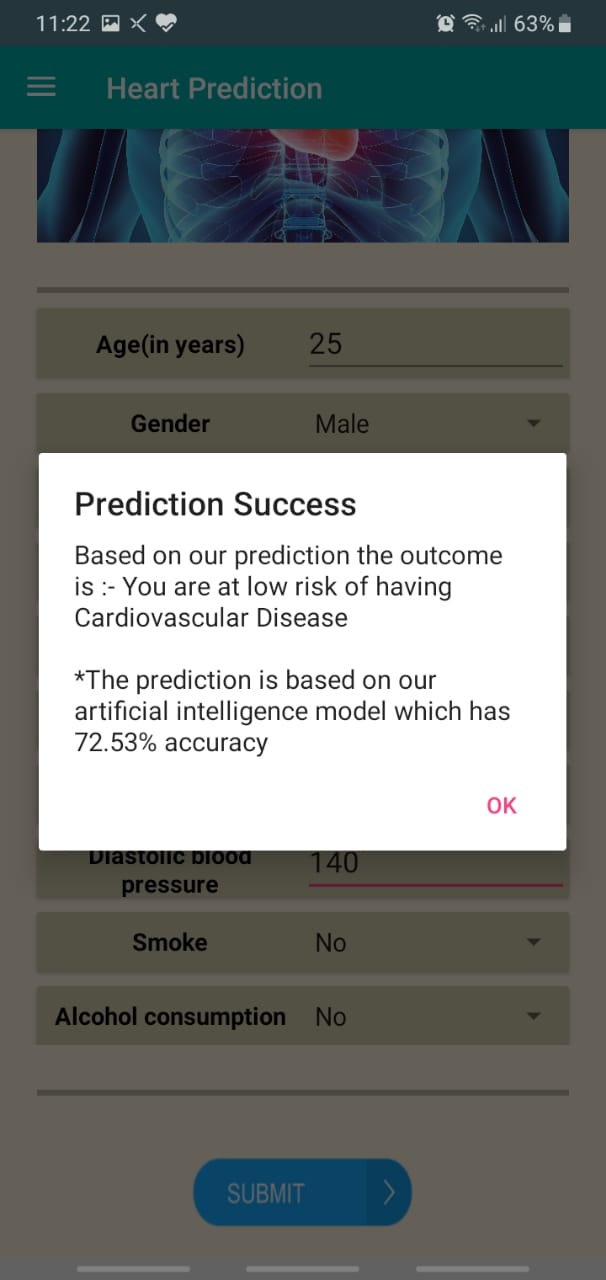 11:22 63%
Heart Prediction
Age(in years) 25
Gender Male
Prediction Success
Based on our prediction the outcome
is :- You are at low risk of having
Cardiovascular Disease
*The prediction is based on our
artificial intelligence model which has
72.53% accuracy
OK
Diastolic blood
pressure 140
Smoke No
Alcohol consumption No
SUBMIT